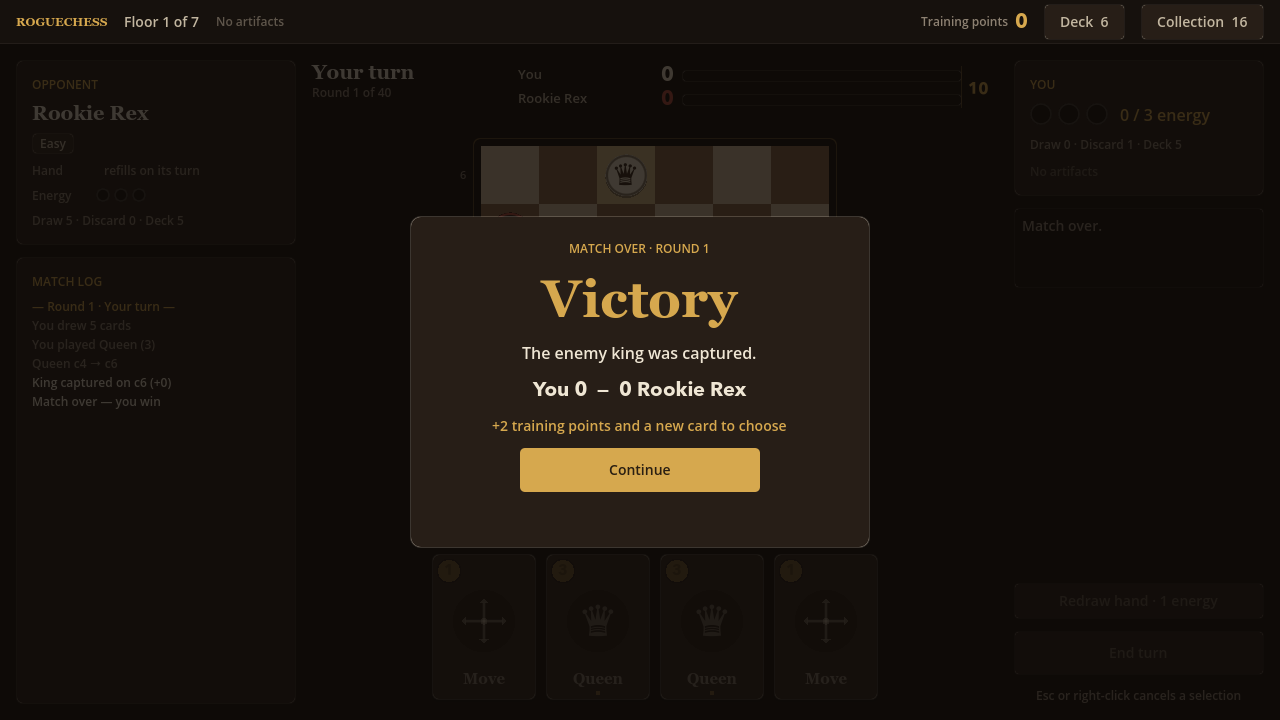 ROGUECHESS Floor 1 of 7 No artifacts Training points 0 Deck 6 Collection 16
OPPONENT
Rookie Rex
Easy
Hand refills on its turn
Energy
Draw 5 · Discard 0 · Deck 5
MATCH LOG
— Round 1 · Your turn —
You drew 5 cards
You played Queen (3)
Queen c4 → c6
King captured on c6 (+0)
Match over — you win
Your turn
Round 1 of 40
You 0
Rookie Rex 0
10
6
MATCH OVER · ROUND 1
Victory
The enemy king was captured.
You 0 – 0 Rookie Rex
+2 training points and a new card to choose
Continue
1 Move
3 Queen
3 Queen
1 Move
YOU
0 / 3 energy
Draw 0 · Discard 1 · Deck 5
No artifacts
Match over.
Redraw hand · 1 energy
End turn
Esc or right-click cancels a selection